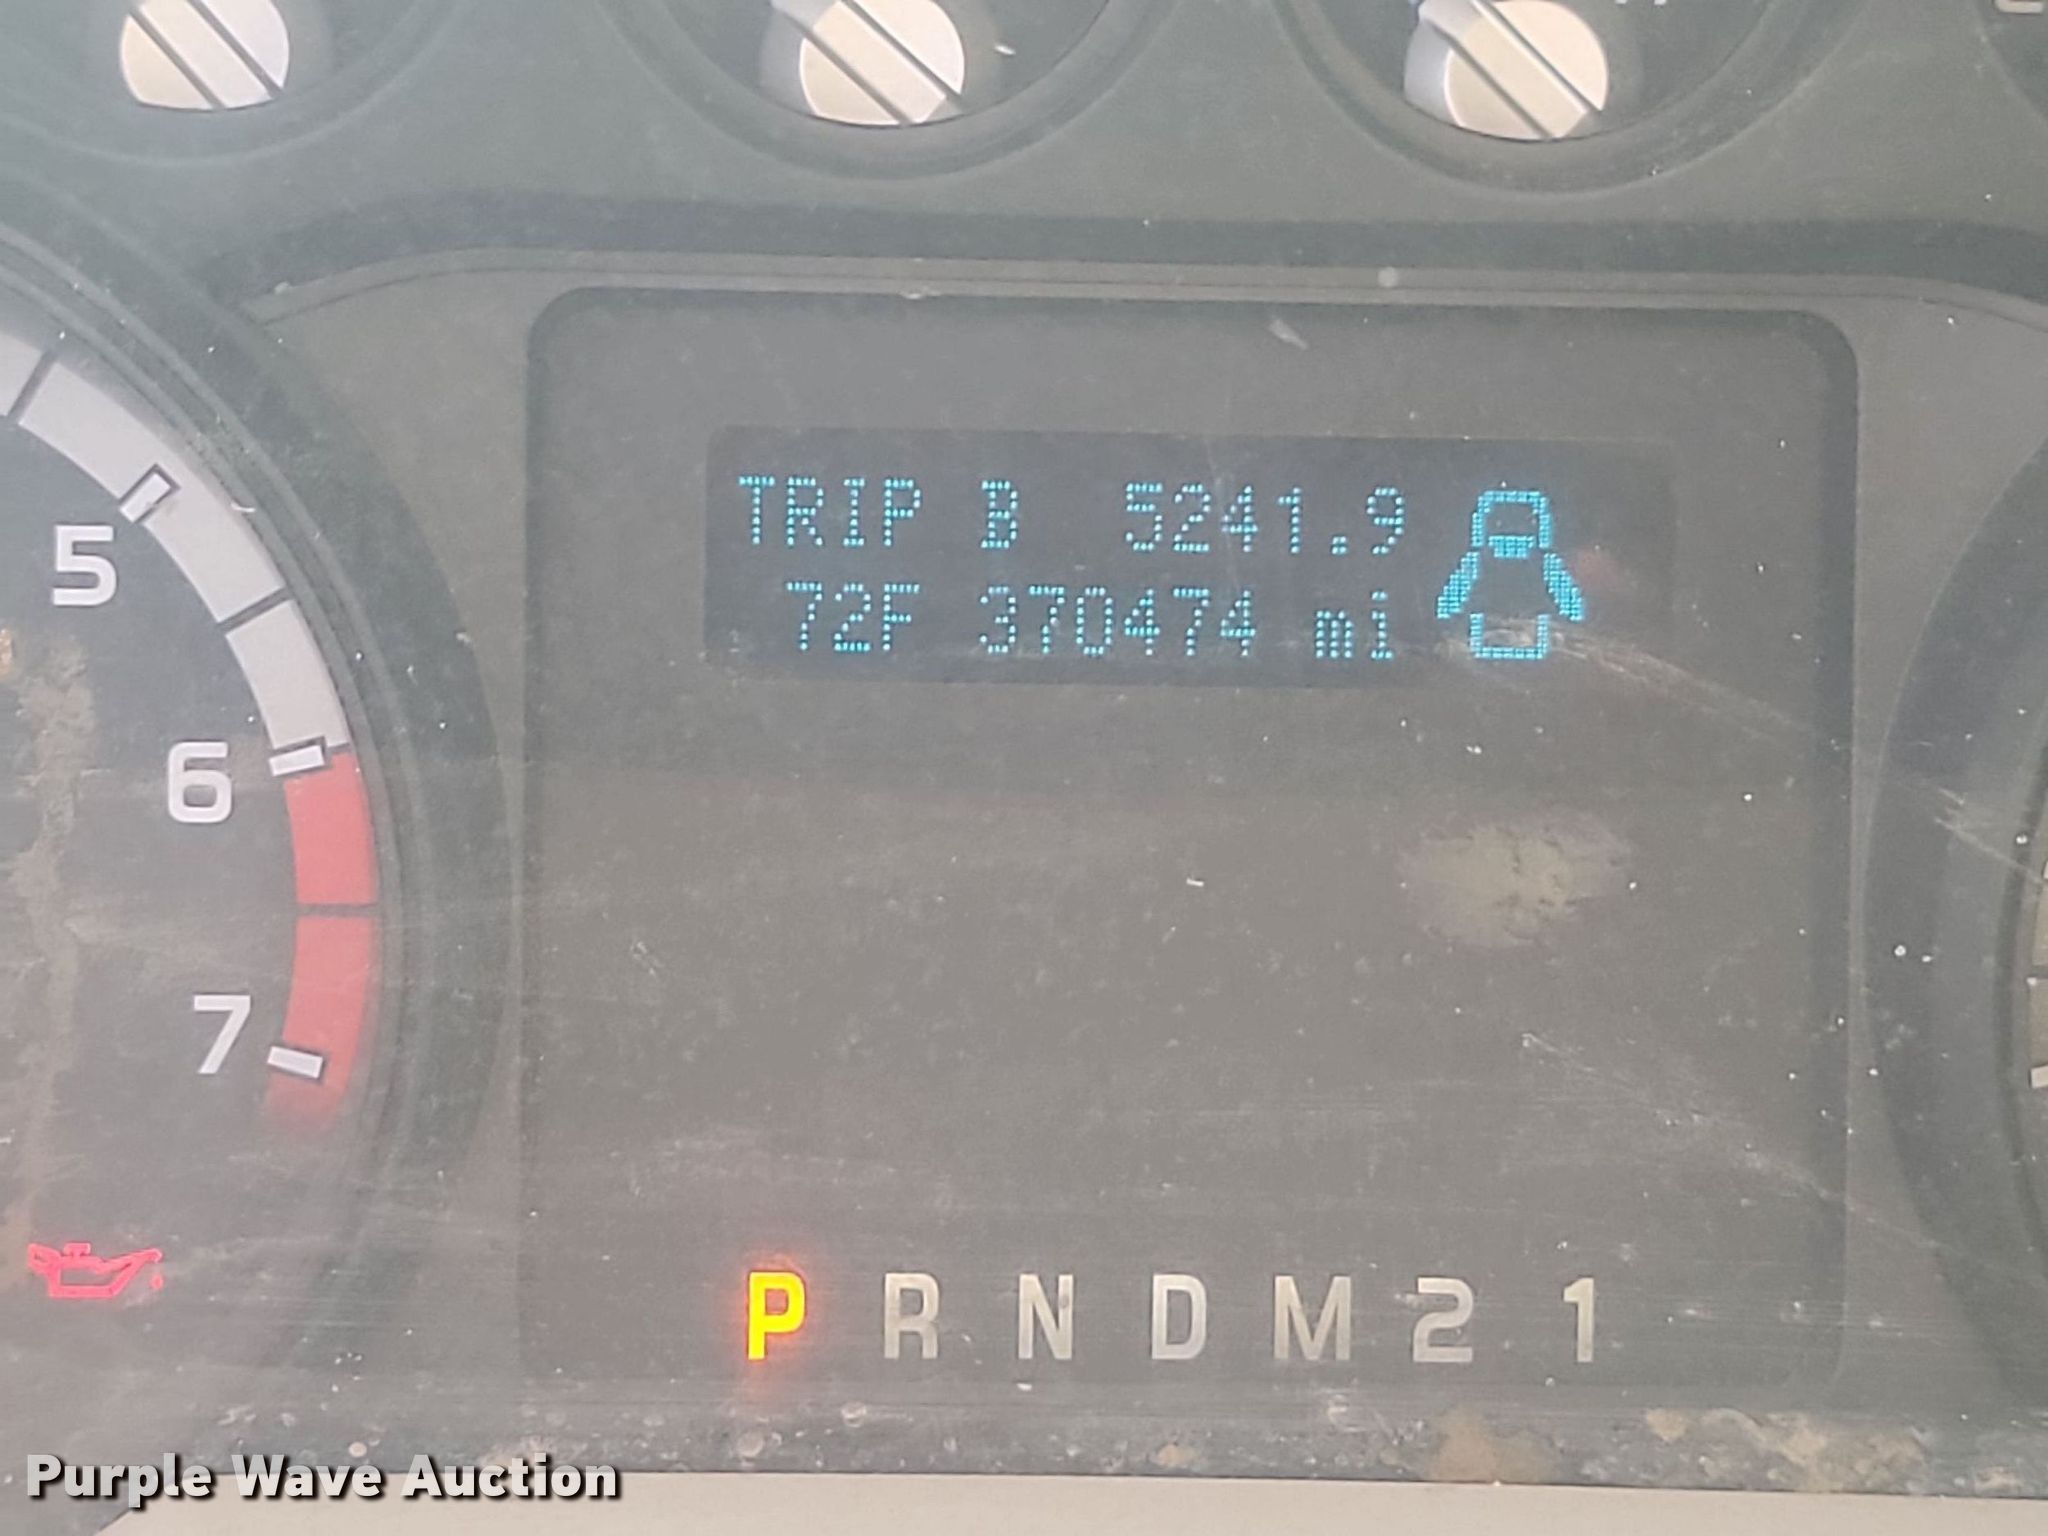 TRIP B 5241.9
72F 370474 mi
5
6
7
P R N D M 2 1
Purple Wave Auction